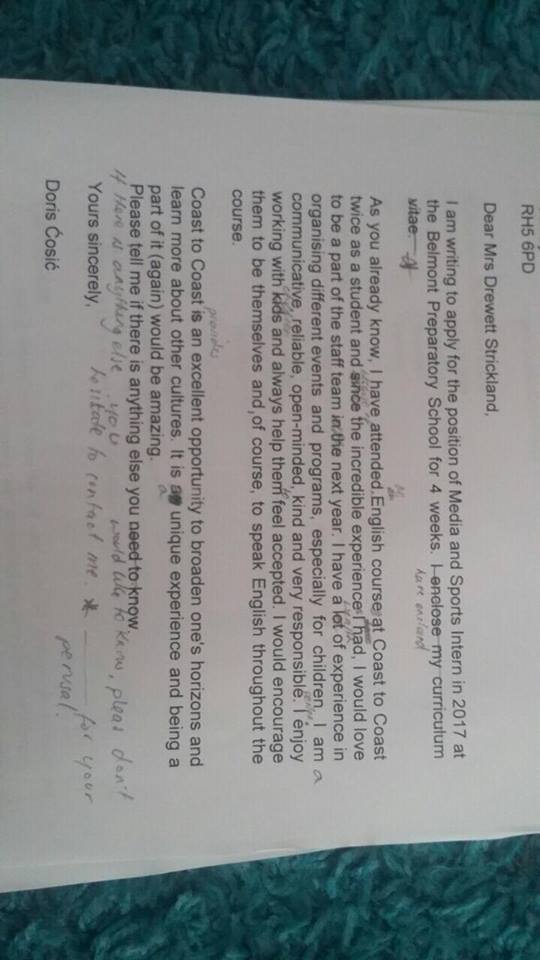 RH5 6PD
Dear Mrs Drewett Strickland,
I am writing to apply for the position of Media and Sports Intern in 2017 at
the Belmont Preparatory School for 4 weeks. I enclose my curriculum
have enclosed
vitae.
As you already know, I have attended English course at Coast to Coast
twice as a student and since the incredible experience I had, I would love
to be a part of the staff team in the next year. I have a lot of experience in
organising different events and programs, especially for children. I am a
communicative, reliable, open-minded, kind and very responsible. I enjoy
working with kids and always help them feel accepted. I would encourage
them to be themselves and, of course, to speak English throughout the
course.
provides
Coast to Coast is an excellent opportunity to broaden one's horizons and
learn more about other cultures. It is unique experience and being a
a
part of it (again) would be amazing.
Please tell me if there is anything else you need to know.
If there is anything else you would like to know, pleas don't
Yours sincerely, hesitate to contact me. * for your
perusal.
Doris Ćosić